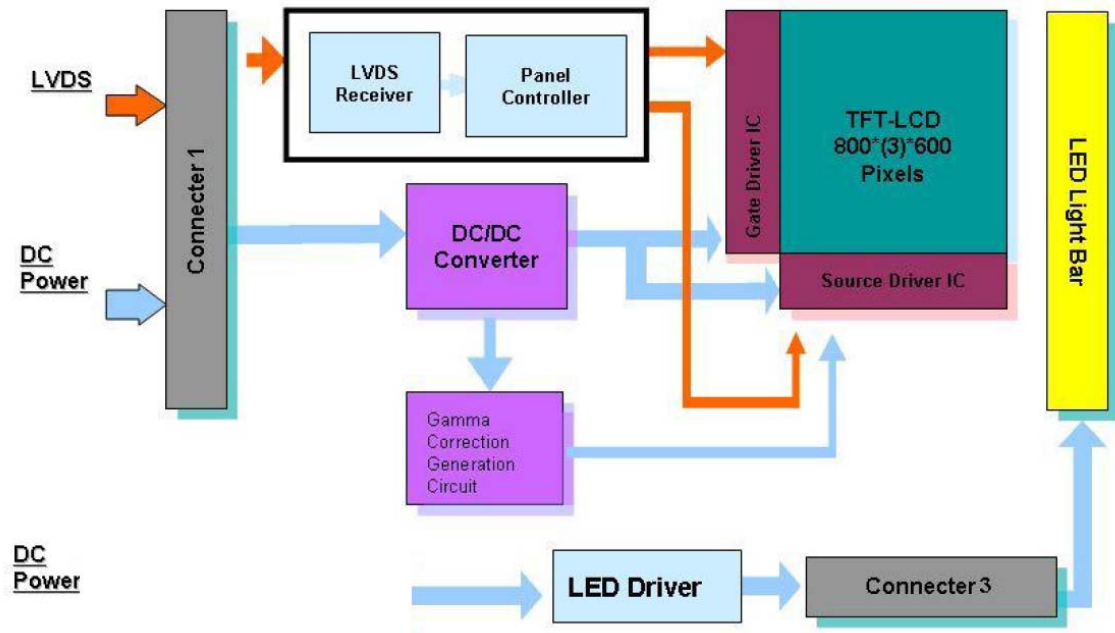 LVDS
DC
Power
Connecter 1
LVDS
Receiver
Panel
Controller
Gate Driver IC
TFT-LCD
800*(3)*600
Pixels
Source Driver IC
LED Light Bar
DC/DC
Converter
Gamma
Correction
Generation
Circuit
DC
Power
LED Driver
Connecter 3